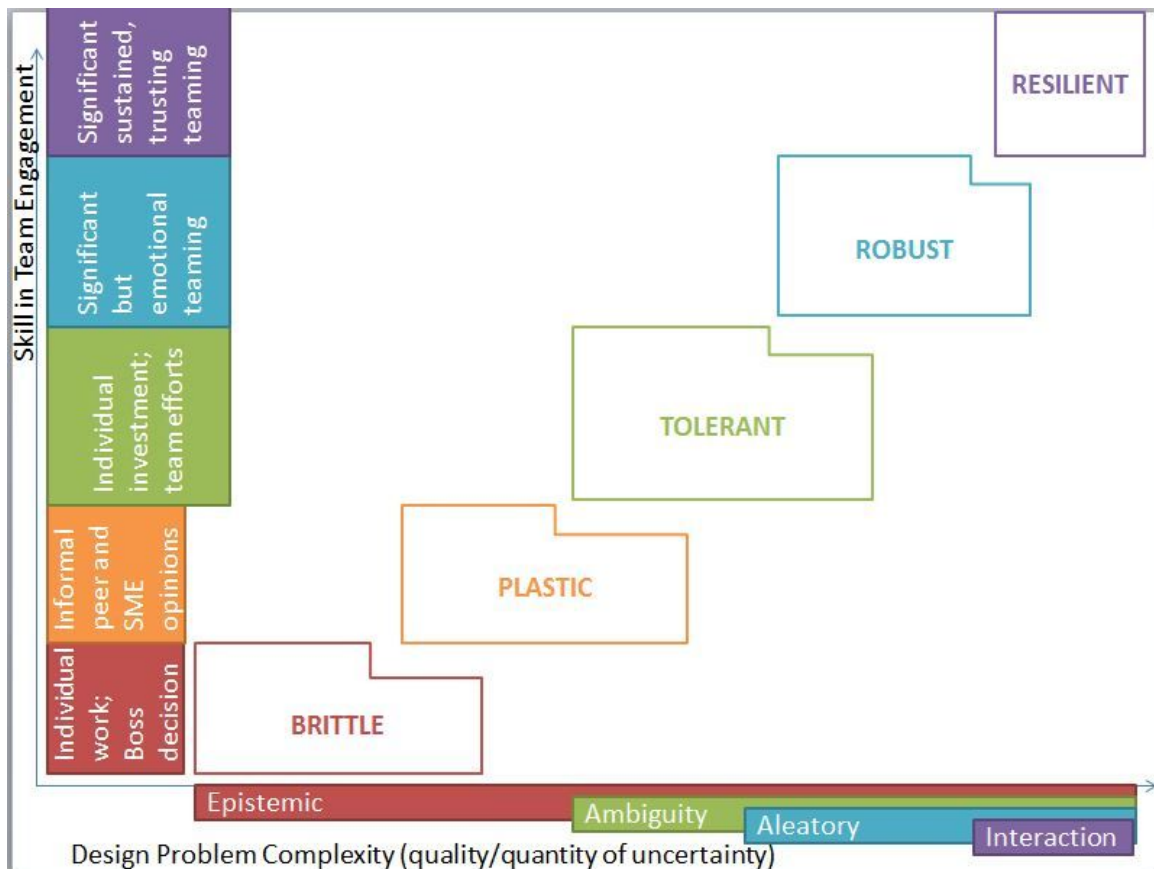 Skill in Team Engagement
Significant
sustained,
trusting
teaming
Significant
but
emotional
teaming
Individual
investment;
team efforts
Informal
peer and
SME
opinions
Individual
work;
Boss
decision
RESILIENT
ROBUST
TOLERANT
PLASTIC
BRITTLE
Epistemic
Ambiguity
Aleatory
Interaction
Design Problem Complexity (quality/quantity of uncertainty)